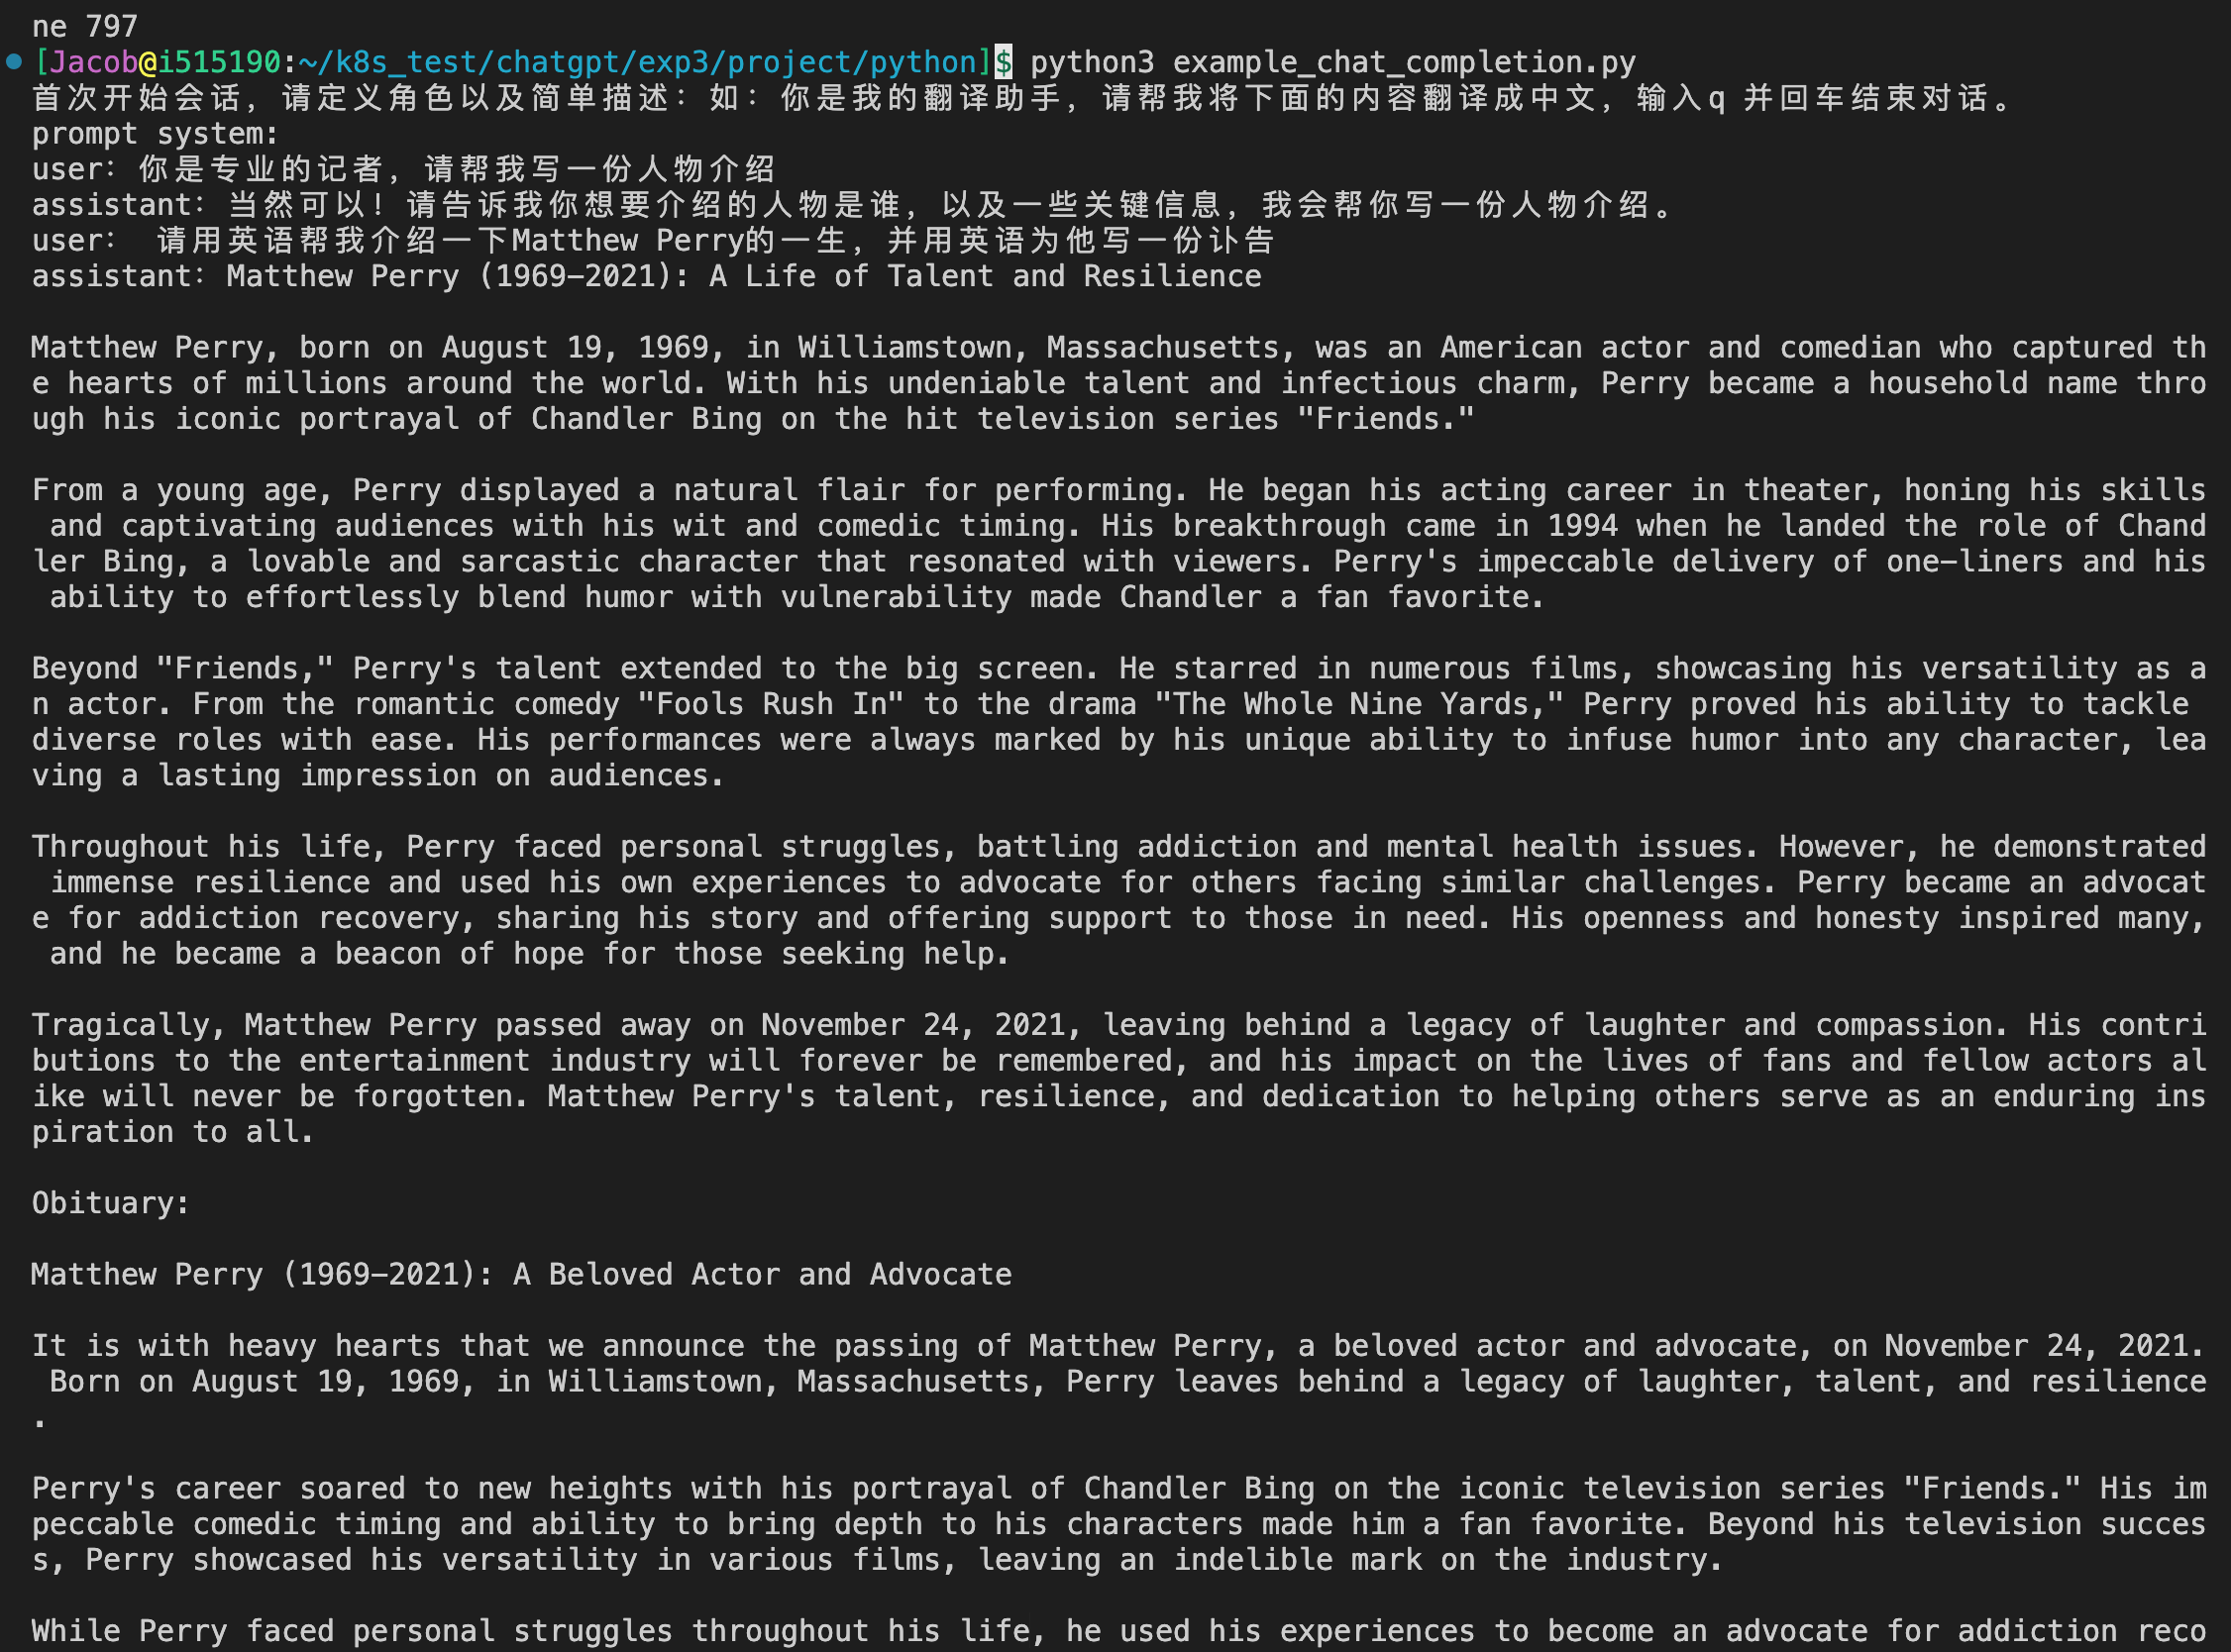 ne 797
[Jacob@i515190:~/k8s_test/chatgpt/exp3/project/python]$ python3 example_chat_completion.py
首次开始会话，请定义角色以及简单描述：如：你是我的翻译助手，请帮我将下面的内容翻译成中文，输入q 并回车结束对话。
prompt system:
user：你是专业的记者，请帮我写一份人物介绍
assistant：当然可以！请告诉我你想要介绍的人物是谁，以及一些关键信息，我会帮你写一份人物介绍。
user： 请用英语帮我介绍一下Matthew Perry的一生，并用英语为他写一份讣告
assistant：Matthew Perry (1969-2021): A Life of Talent and Resilience
Matthew Perry, born on August 19, 1969, in Williamstown, Massachusetts, was an American actor and comedian who captured th
e hearts of millions around the world. With his undeniable talent and infectious charm, Perry became a household name thro
ugh his iconic portrayal of Chandler Bing on the hit television series "Friends."
From a young age, Perry displayed a natural flair for performing. He began his acting career in theater, honing his skills
 and captivating audiences with his wit and comedic timing. His breakthrough came in 1994 when he landed the role of Chand
ler Bing, a lovable and sarcastic character that resonated with viewers. Perry's impeccable delivery of one-liners and his
 ability to effortlessly blend humor with vulnerability made Chandler a fan favorite.
Beyond "Friends," Perry's talent extended to the big screen. He starred in numerous films, showcasing his versatility as a
n actor. From the romantic comedy "Fools Rush In" to the drama "The Whole Nine Yards," Perry proved his ability to tackle
diverse roles with ease. His performances were always marked by his unique ability to infuse humor into any character, lea
ving a lasting impression on audiences.
Throughout his life, Perry faced personal struggles, battling addiction and mental health issues. However, he demonstrated
 immense resilience and used his own experiences to advocate for others facing similar challenges. Perry became an advocat
e for addiction recovery, sharing his story and offering support to those in need. His openness and honesty inspired many,
 and he became a beacon of hope for those seeking help.
Tragically, Matthew Perry passed away on November 24, 2021, leaving behind a legacy of laughter and compassion. His contri
butions to the entertainment industry will forever be remembered, and his impact on the lives of fans and fellow actors al
ike will never be forgotten. Matthew Perry's talent, resilience, and dedication to helping others serve as an enduring ins
piration to all.
Obituary:
Matthew Perry (1969-2021): A Beloved Actor and Advocate
It is with heavy hearts that we announce the passing of Matthew Perry, a beloved actor and advocate, on November 24, 2021.
 Born on August 19, 1969, in Williamstown, Massachusetts, Perry leaves behind a legacy of laughter, talent, and resilience
.
Perry's career soared to new heights with his portrayal of Chandler Bing on the iconic television series "Friends." His im
peccable comedic timing and ability to bring depth to his characters made him a fan favorite. Beyond his television succes
s, Perry showcased his versatility in various films, leaving an indelible mark on the industry.
While Perry faced personal struggles throughout his life, he used his experiences to become an advocate for addiction reco